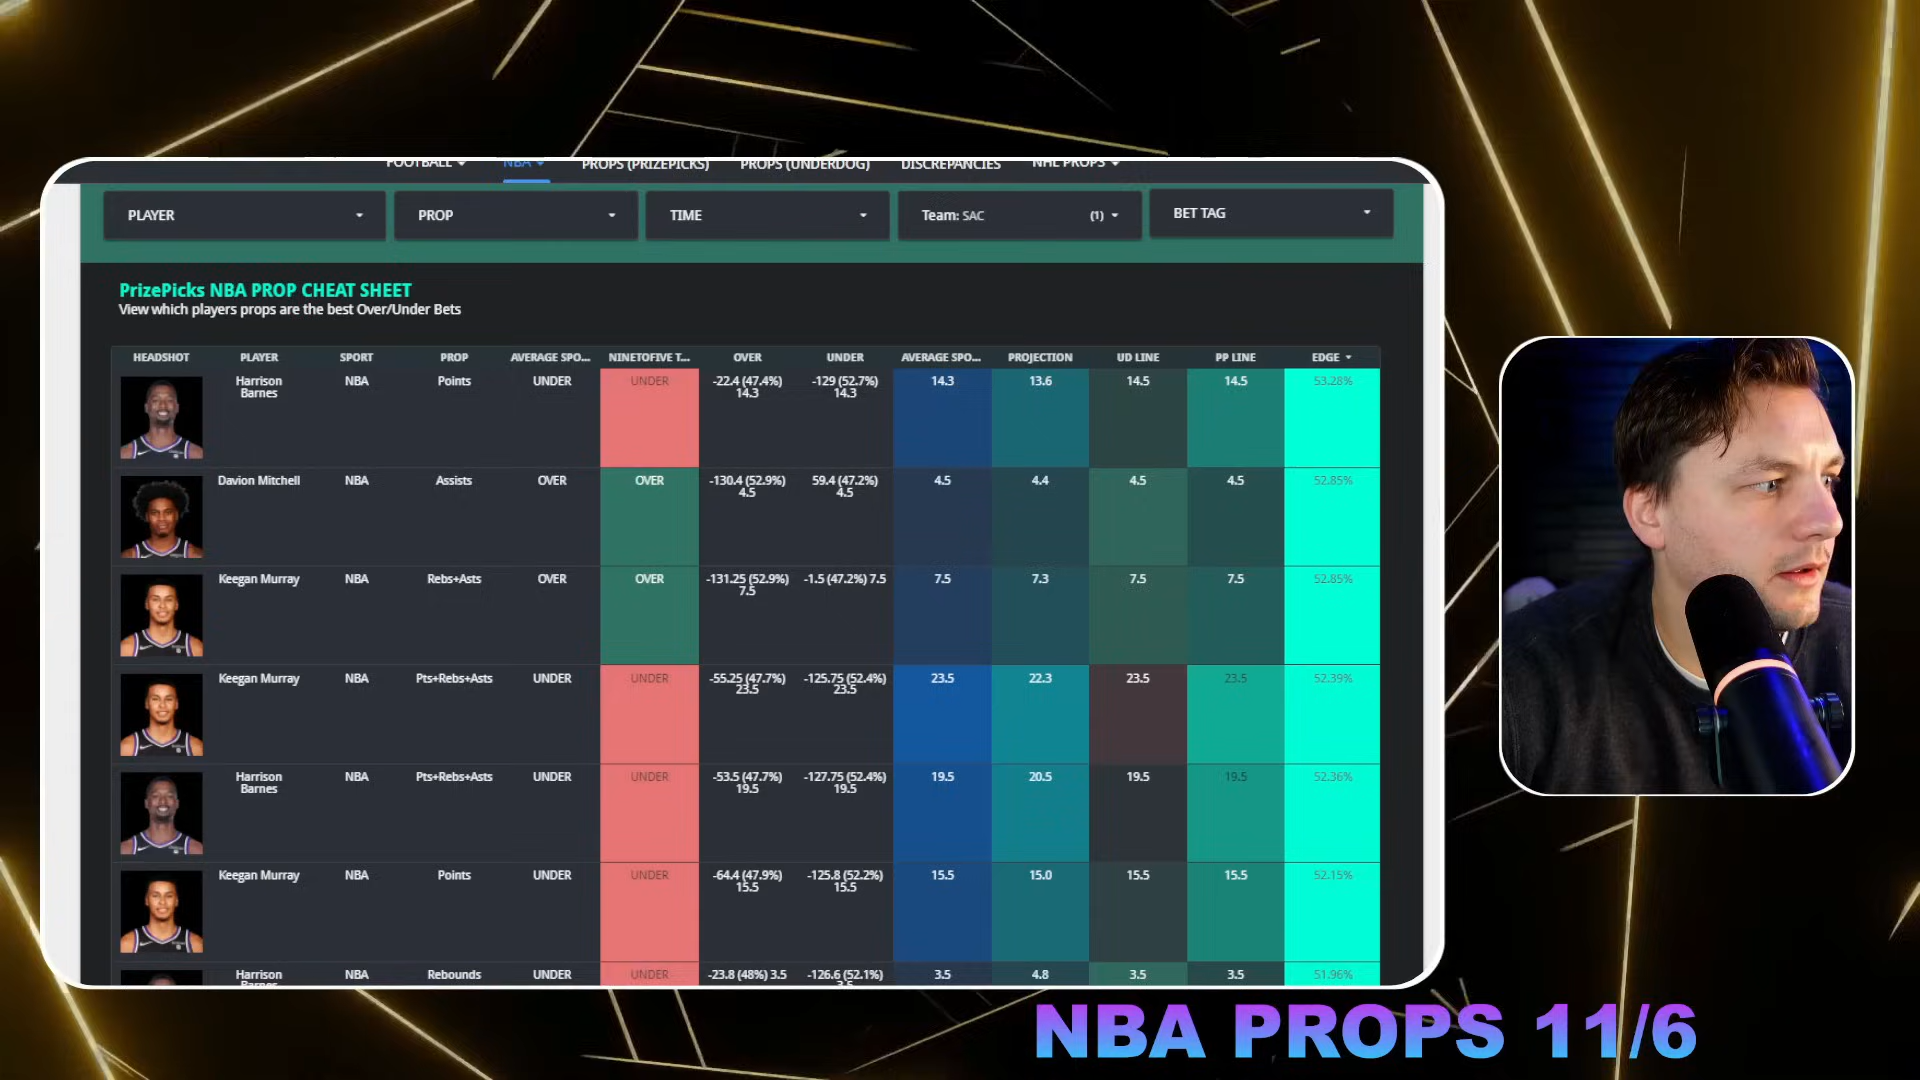 FOOTBALL NBA PROPS (PRIZEPICKS) PROPS (UNDERDOG) DISCREPANCIES NHL PROPS
PLAYER PROP TIME Team: SAC (1) BET TAG
PrizePicks NBA PROP CHEAT SHEET
View which players props are the best Over/Under Bets
HEADSHOT PLAYER SPORT PROP AVERAGE SPO... NINETOFIVE T... OVER UNDER AVERAGE SPO... PROJECTION UD LINE PP LINE EDGE
Harrison NBA Points UNDER UNDER -22.4 (47.4%) -129 (52.7%) 14.3 13.6 14.5 14.5 53.28%
Barnes 14.3 14.3
Davion Mitchell NBA Assists OVER OVER -130.4 (52.9%) 59.4 (47.2%) 4.5 4.4 4.5 4.5 52.85%
4.5 4.5
Keegan Murray NBA Rebs+Asts OVER OVER -131.25 (52.9%) -1.5 (47.2%) 7.5 7.5 7.3 7.5 7.5 52.85%
7.5
Keegan Murray NBA Pts+Rebs+Asts UNDER UNDER -55.25 (47.7%) -125.75 (52.4%) 23.5 22.3 23.5 23.5 52.39%
23.5 23.5
Harrison NBA Pts+Rebs+Asts UNDER UNDER -53.5 (47.7%) -127.75 (52.4%) 19.5 20.5 19.5 19.5 52.36%
Barnes 19.5 19.5
Keegan Murray NBA Points UNDER UNDER -64.4 (47.9%) -125.8 (52.2%) 15.5 15.0 15.5 15.5 52.15%
15.5 15.5
Harrison NBA Rebounds UNDER UNDER -23.8 (48%) 3.5 -126.6 (52.1%) 3.5 4.8 3.5 3.5 51.96%
Barnes 3.5
NBA PROPS 11/6